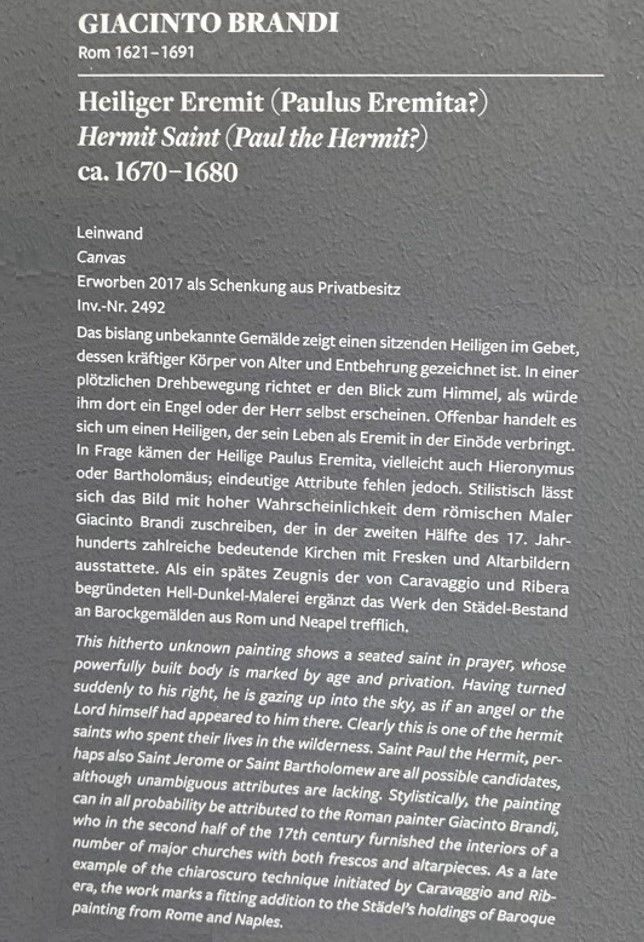 GIACINTO BRANDI
Rom 1621–1691
Heiliger Eremit (Paulus Eremita?)
Hermit Saint (Paul the Hermit?)
ca. 1670–1680
Leinwand
Canvas
Erworben 2017 als Schenkung aus Privatbesitz
Inv.-Nr. 2492
Das bislang unbekannte Gemälde zeigt einen sitzenden Heiligen im Gebet,
dessen kräftiger Körper von Alter und Entbehrung gezeichnet ist. In einer
plötzlichen Drehbewegung richtet er den Blick zum Himmel, als würde
ihm dort ein Engel oder der Herr selbst erscheinen. Offenbar handelt es
sich um einen Heiligen, der sein Leben als Eremit in der Einöde verbringt.
In Frage kämen der Heilige Paulus Eremita, vielleicht auch Hieronymus
oder Bartholomäus; eindeutige Attribute fehlen jedoch. Stilistisch lässt
sich das Bild mit hoher Wahrscheinlichkeit dem römischen Maler
Giacinto Brandi zuschreiben, der in der zweiten Hälfte des 17. Jahr-
hunderts zahlreiche bedeutende Kirchen mit Fresken und Altarbildern
ausstattete. Als ein spätes Zeugnis der von Caravaggio und Ribera
begründeten Hell-Dunkel-Malerei ergänzt das Werk den Städel-Bestand
an Barockgemälden aus Rom und Neapel trefflich.
This hitherto unknown painting shows a seated saint in prayer, whose
powerfully built body is marked by age and privation. Having turned
suddenly to his right, he is gazing up into the sky, as if an angel or the
Lord himself had appeared to him there. Clearly this is one of the hermit
saints who spent their lives in the wilderness. Saint Paul the Hermit, per-
haps also Saint Jerome or Saint Bartholomew are all possible candidates,
although unambiguous attributes are lacking. Stylistically, the painting
can in all probability be attributed to the Roman painter Giacinto Brandi,
who in the second half of the 17th century furnished the interiors of a
number of major churches with both frescos and altarpieces. As a late
example of the chiaroscuro technique initiated by Caravaggio and Rib-
era, the work marks a fitting addition to the Städel's holdings of Baroque
painting from Rome and Naples.